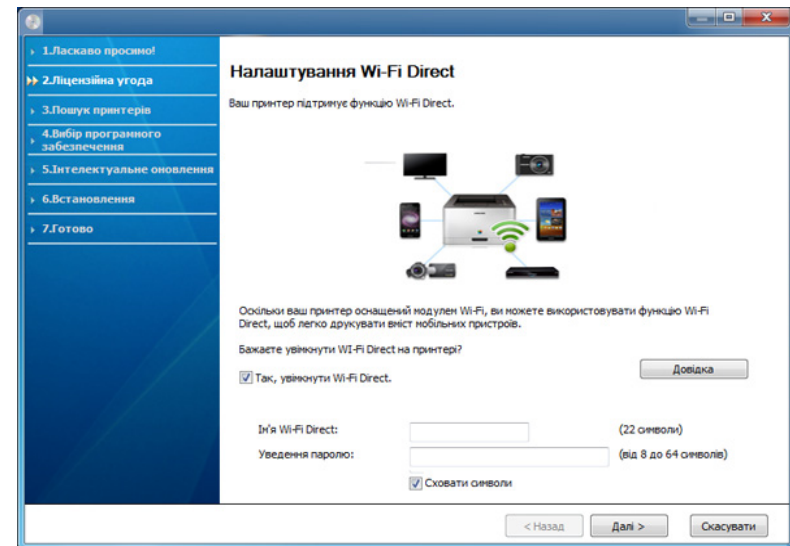 1.Ласкаво просимо!
2.Ліцензійна угода
3.Пошук принтерів
4.Вибір програмного
забезпечення
5.Інтелектуальне оновлення
6.Встановлення
7.Готово
Налаштування Wi-Fi Direct
Ваш принтер підтримує функцію Wi-Fi Direct.
Оскільки ваш принтер оснащений модулем Wi-Fi, ви можете використовувати функцію Wi-Fi
Direct, щоб легко друкувати вміст мобільних пристроїв.
Бажаєте увімкнути WI-Fi Direct на принтері?
Так, увімкнути Wi-Fi Direct.
Довідка
Ім'я Wi-Fi Direct:
(22 символи)
Уведення паролю:
(від 8 до 64 символів)
Сховати символи
< Назад
Далі >
Скасувати